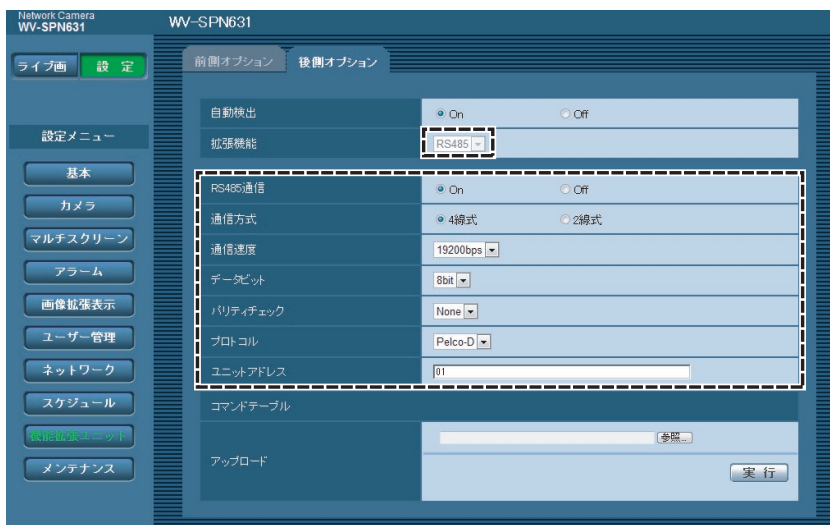 Network Camera
WV-SPN631
WV-SPN631
ライブ画
設 定
前側オプション
後側オプション
自動検出
On
Off
設定メニュー
拡張機能
RS485
基本
RS485通信
On
Off
カメラ
通信方式
4線式
2線式
マルチスクリーン
通信速度
19200bps
アラーム
データビット
8bit
画像拡張表示
パリティチェック
None
ユーザー管理
プロトコル
Pelco-D
ネットワーク
ユニットアドレス
01
スケジュール
コマンドテーブル
機能拡張ユニット
参照...
メンテナンス
アップロード
実 行